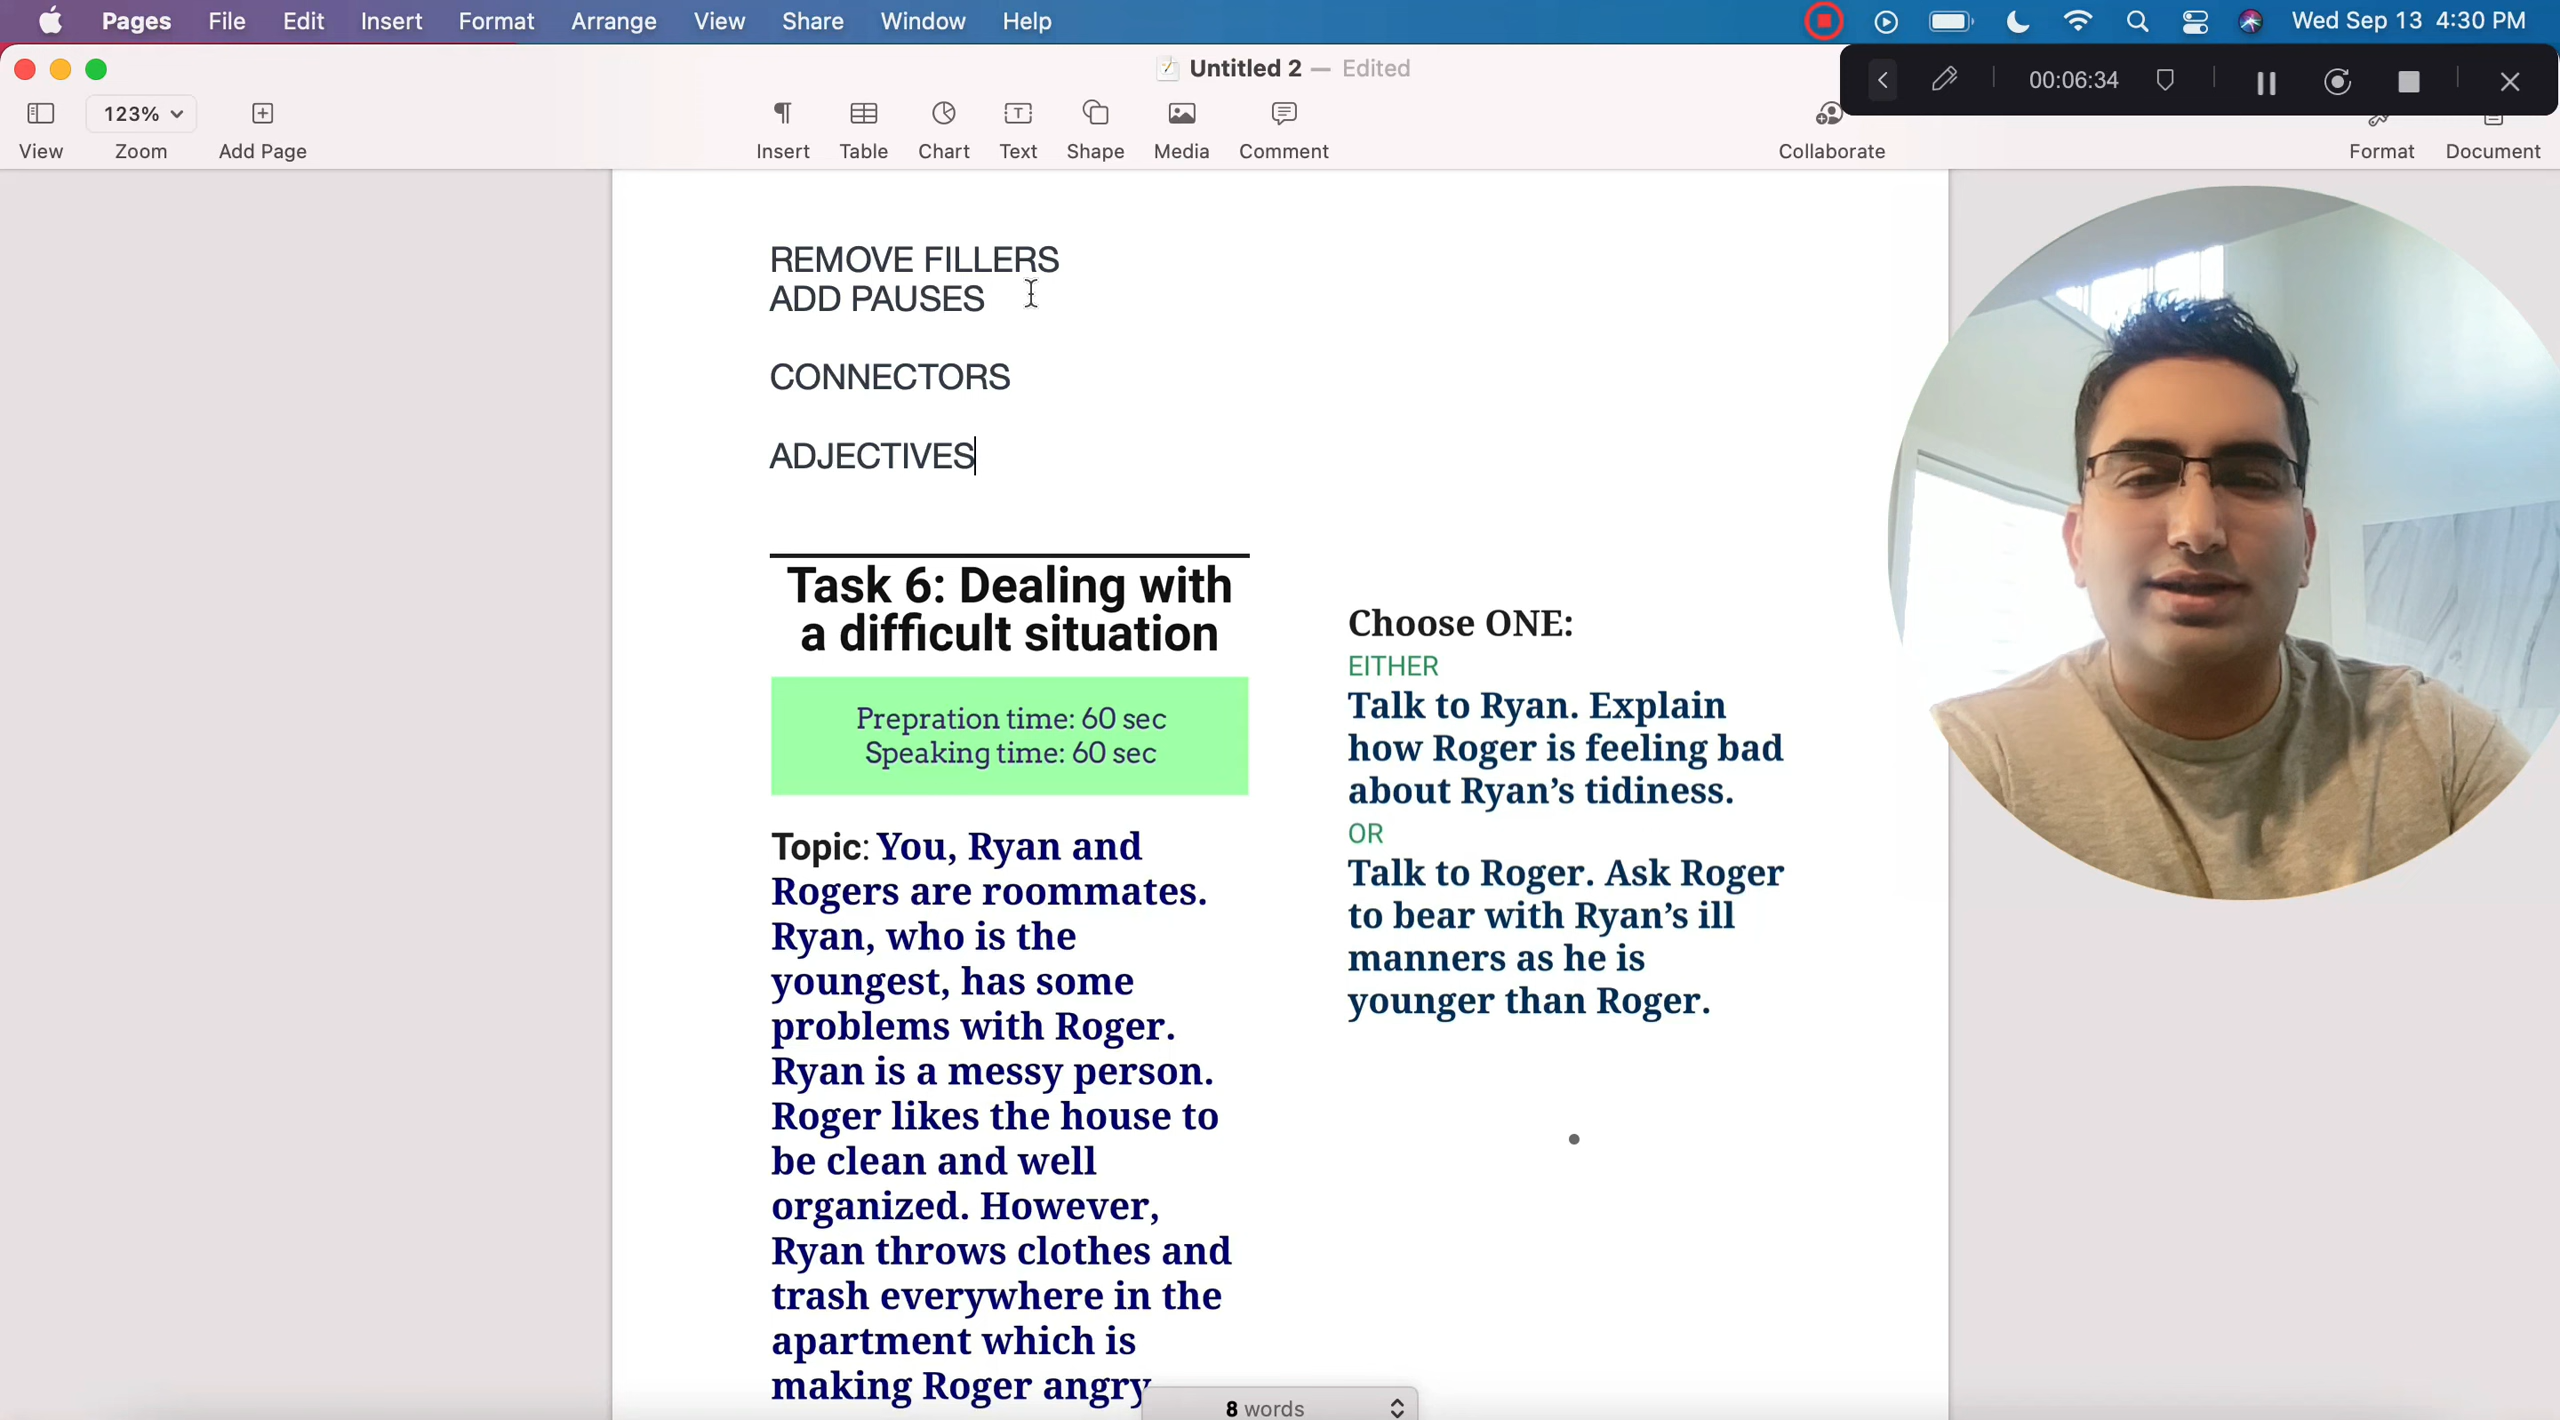 Pages File Edit Insert Format Arrange View Share Window Help Wed Sep 13 4:30 PM
Untitled 2 — Edited
00:06:34
123%
View Zoom Add Page Insert Table Chart Text Shape Media Comment Collaborate Format Document
REMOVE FILLERS
ADD PAUSES
CONNECTORS
ADJECTIVES
Task 6: Dealing with
a difficult situation
Prepration time: 60 sec
Speaking time: 60 sec
Topic: You, Ryan and
Rogers are roommates.
Ryan, who is the
youngest, has some
problems with Roger.
Ryan is a messy person.
Roger likes the house to
be clean and well
organized. However,
Ryan throws clothes and
trash everywhere in the
apartment which is
making Roger angry
Choose ONE:
EITHER
Talk to Ryan. Explain
how Roger is feeling bad
about Ryan’s tidiness.
OR
Talk to Roger. Ask Roger
to bear with Ryan’s ill
manners as he is
younger than Roger.
8 words